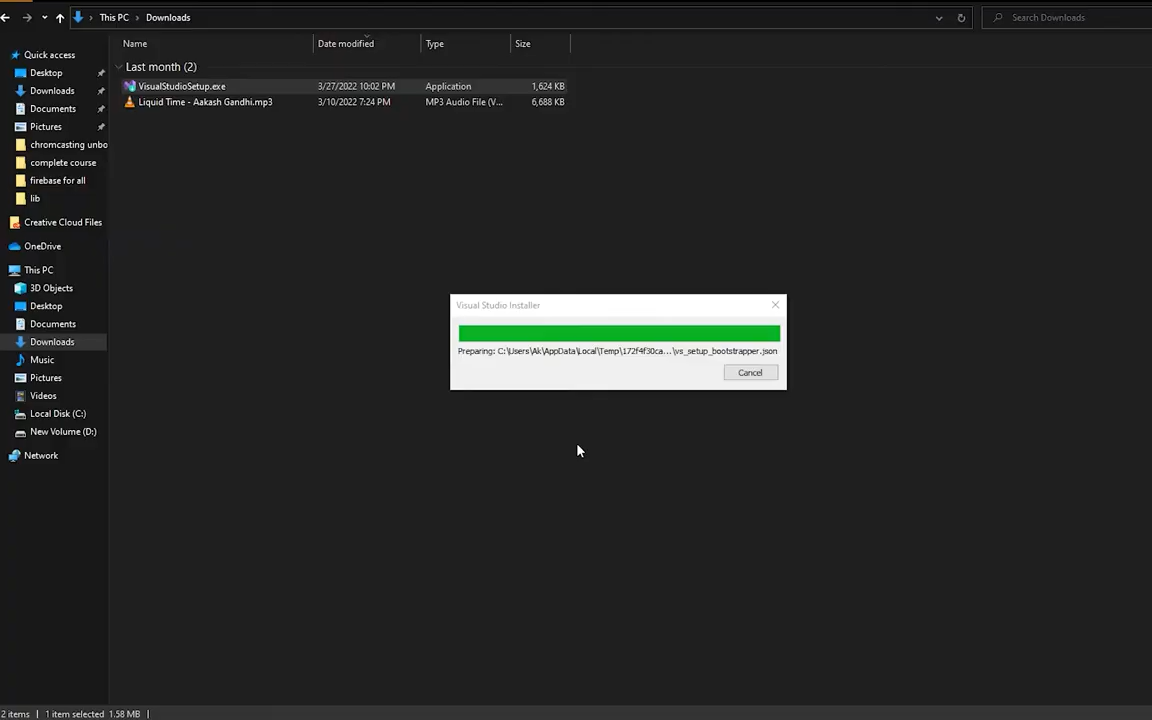 This PC > Downloads
Search Downloads
Name Date modified Type Size
Last month (2)
VisualStudioSetup.exe 3/27/2022 10:02 PM Application 1,624 KB
Liquid Time - Aakash Gandhi.mp3 3/10/2022 7:24 PM MP3 Audio File (V... 6,688 KB
Quick access
Desktop
Downloads
Documents
Pictures
chromcasting unbo
complete course
firebase for all
lib
Creative Cloud Files
OneDrive
This PC
3D Objects
Desktop
Documents
Downloads
Music
Pictures
Videos
Local Disk (C:)
New Volume (D:)
Network
Visual Studio Installer
Preparing: C:\Users\Ak\AppData\Local\Temp\172f4f30ca...\vs_setup_bootstrapper.json
Cancel
2 items 1 item selected 1.58 MB